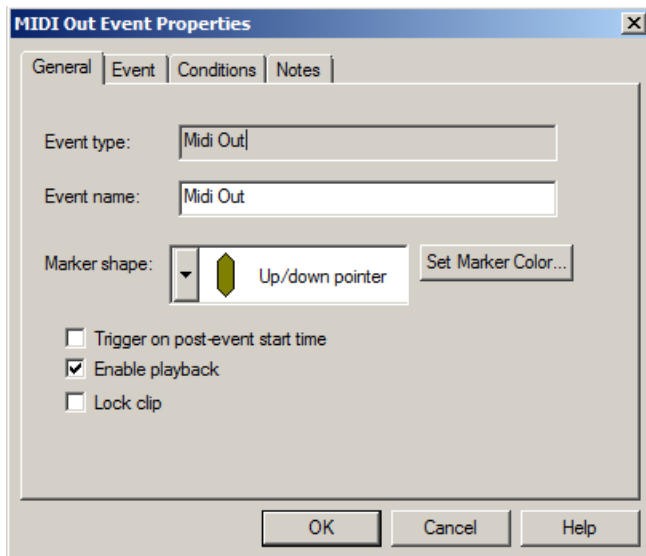 MIDI Out Event Properties
General Event Conditions Notes
Event type: Midi Out
Event name: Midi Out
Marker shape: Up/down pointer Set Marker Color...
Trigger on post-event start time
Enable playback
Lock clip
OK Cancel Help